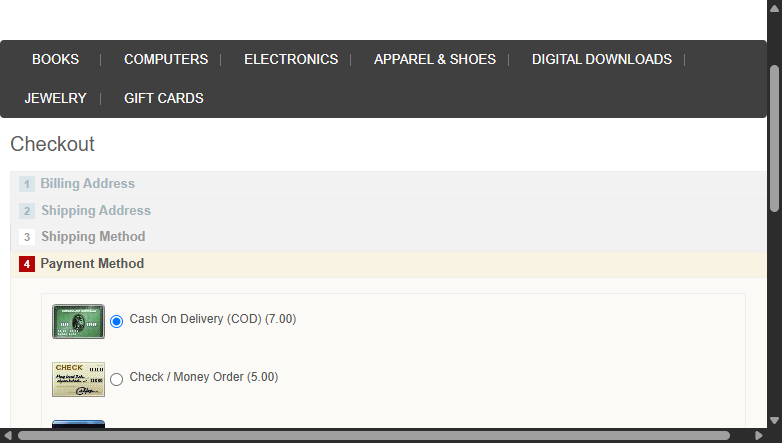 BOOKS | COMPUTERS | ELECTRONICS | APPAREL & SHOES | DIGITAL DOWNLOADS |
JEWELRY | GIFT CARDS
Checkout
1 Billing Address
2 Shipping Address
3 Shipping Method
4 Payment Method
Cash On Delivery (COD) (7.00)
CHECK
Check / Money Order (5.00)